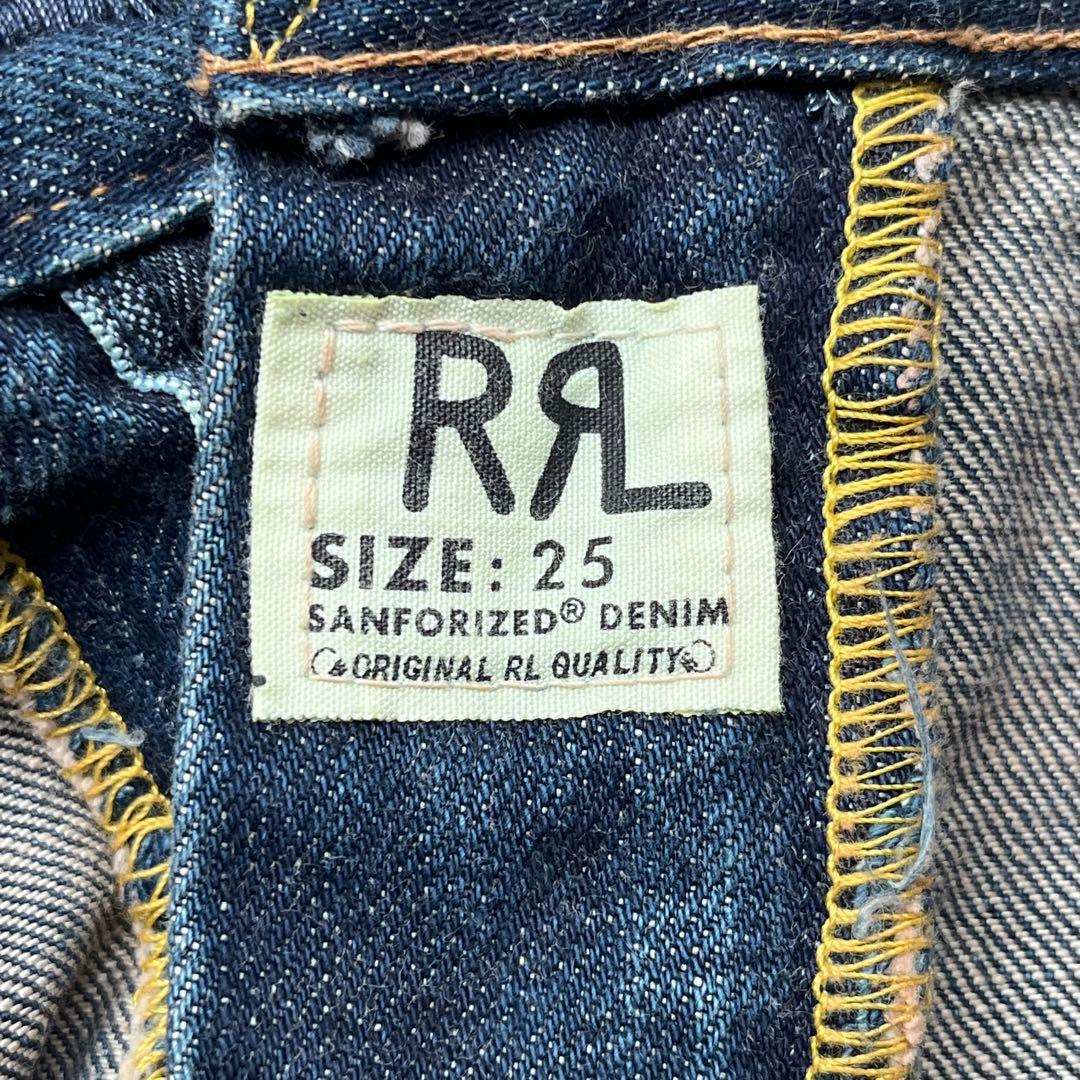 RRL
SIZE: 25
SANFORIZED® DENIM
ORIGINAL RL QUALITY